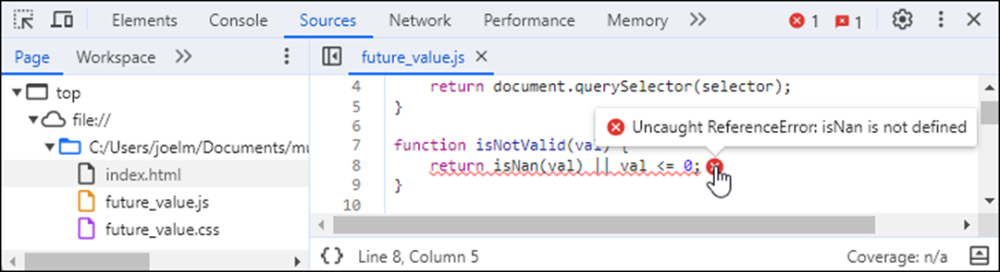 Elements Console Sources Network Performance Memory 1 1
Page Workspace future_value.js
top
file://
C:/Users/joelm/Documents/mu
index.html
future_value.js
future_value.css
4 return document.querySelector(selector);
5 }
6
Uncaught ReferenceError: isNan is not defined
7 function isNotValid(val) {
8 return isNan(val) || val <= 0;
9 }
10
{} Line 8, Column 5 Coverage: n/a